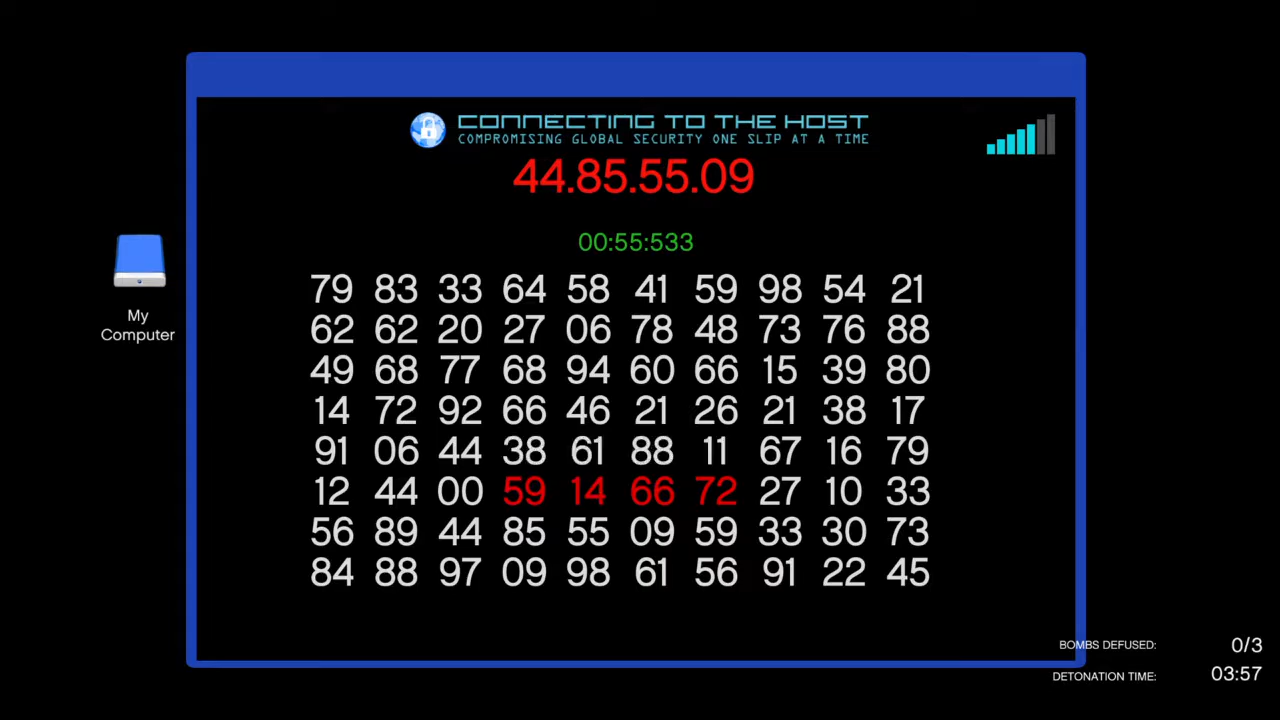 CONNECTING TO THE HOST
COMPROMISING GLOBAL SECURITY ONE SLIP AT A TIME
44.85.55.09
00:55:533
79 83 33 64 58 41 59 98 54 21
62 62 20 27 06 78 48 73 76 88
49 68 77 68 94 60 66 15 39 80
14 72 92 66 46 21 26 21 38 17
91 06 44 38 61 88 11 67 16 79
12 44 00 59 14 66 72 27 10 33
56 89 44 85 55 09 59 33 30 73
84 88 97 09 98 61 56 91 22 45
My
Computer
BOMBS DEFUSED: 0/3
DETONATION TIME: 03:57